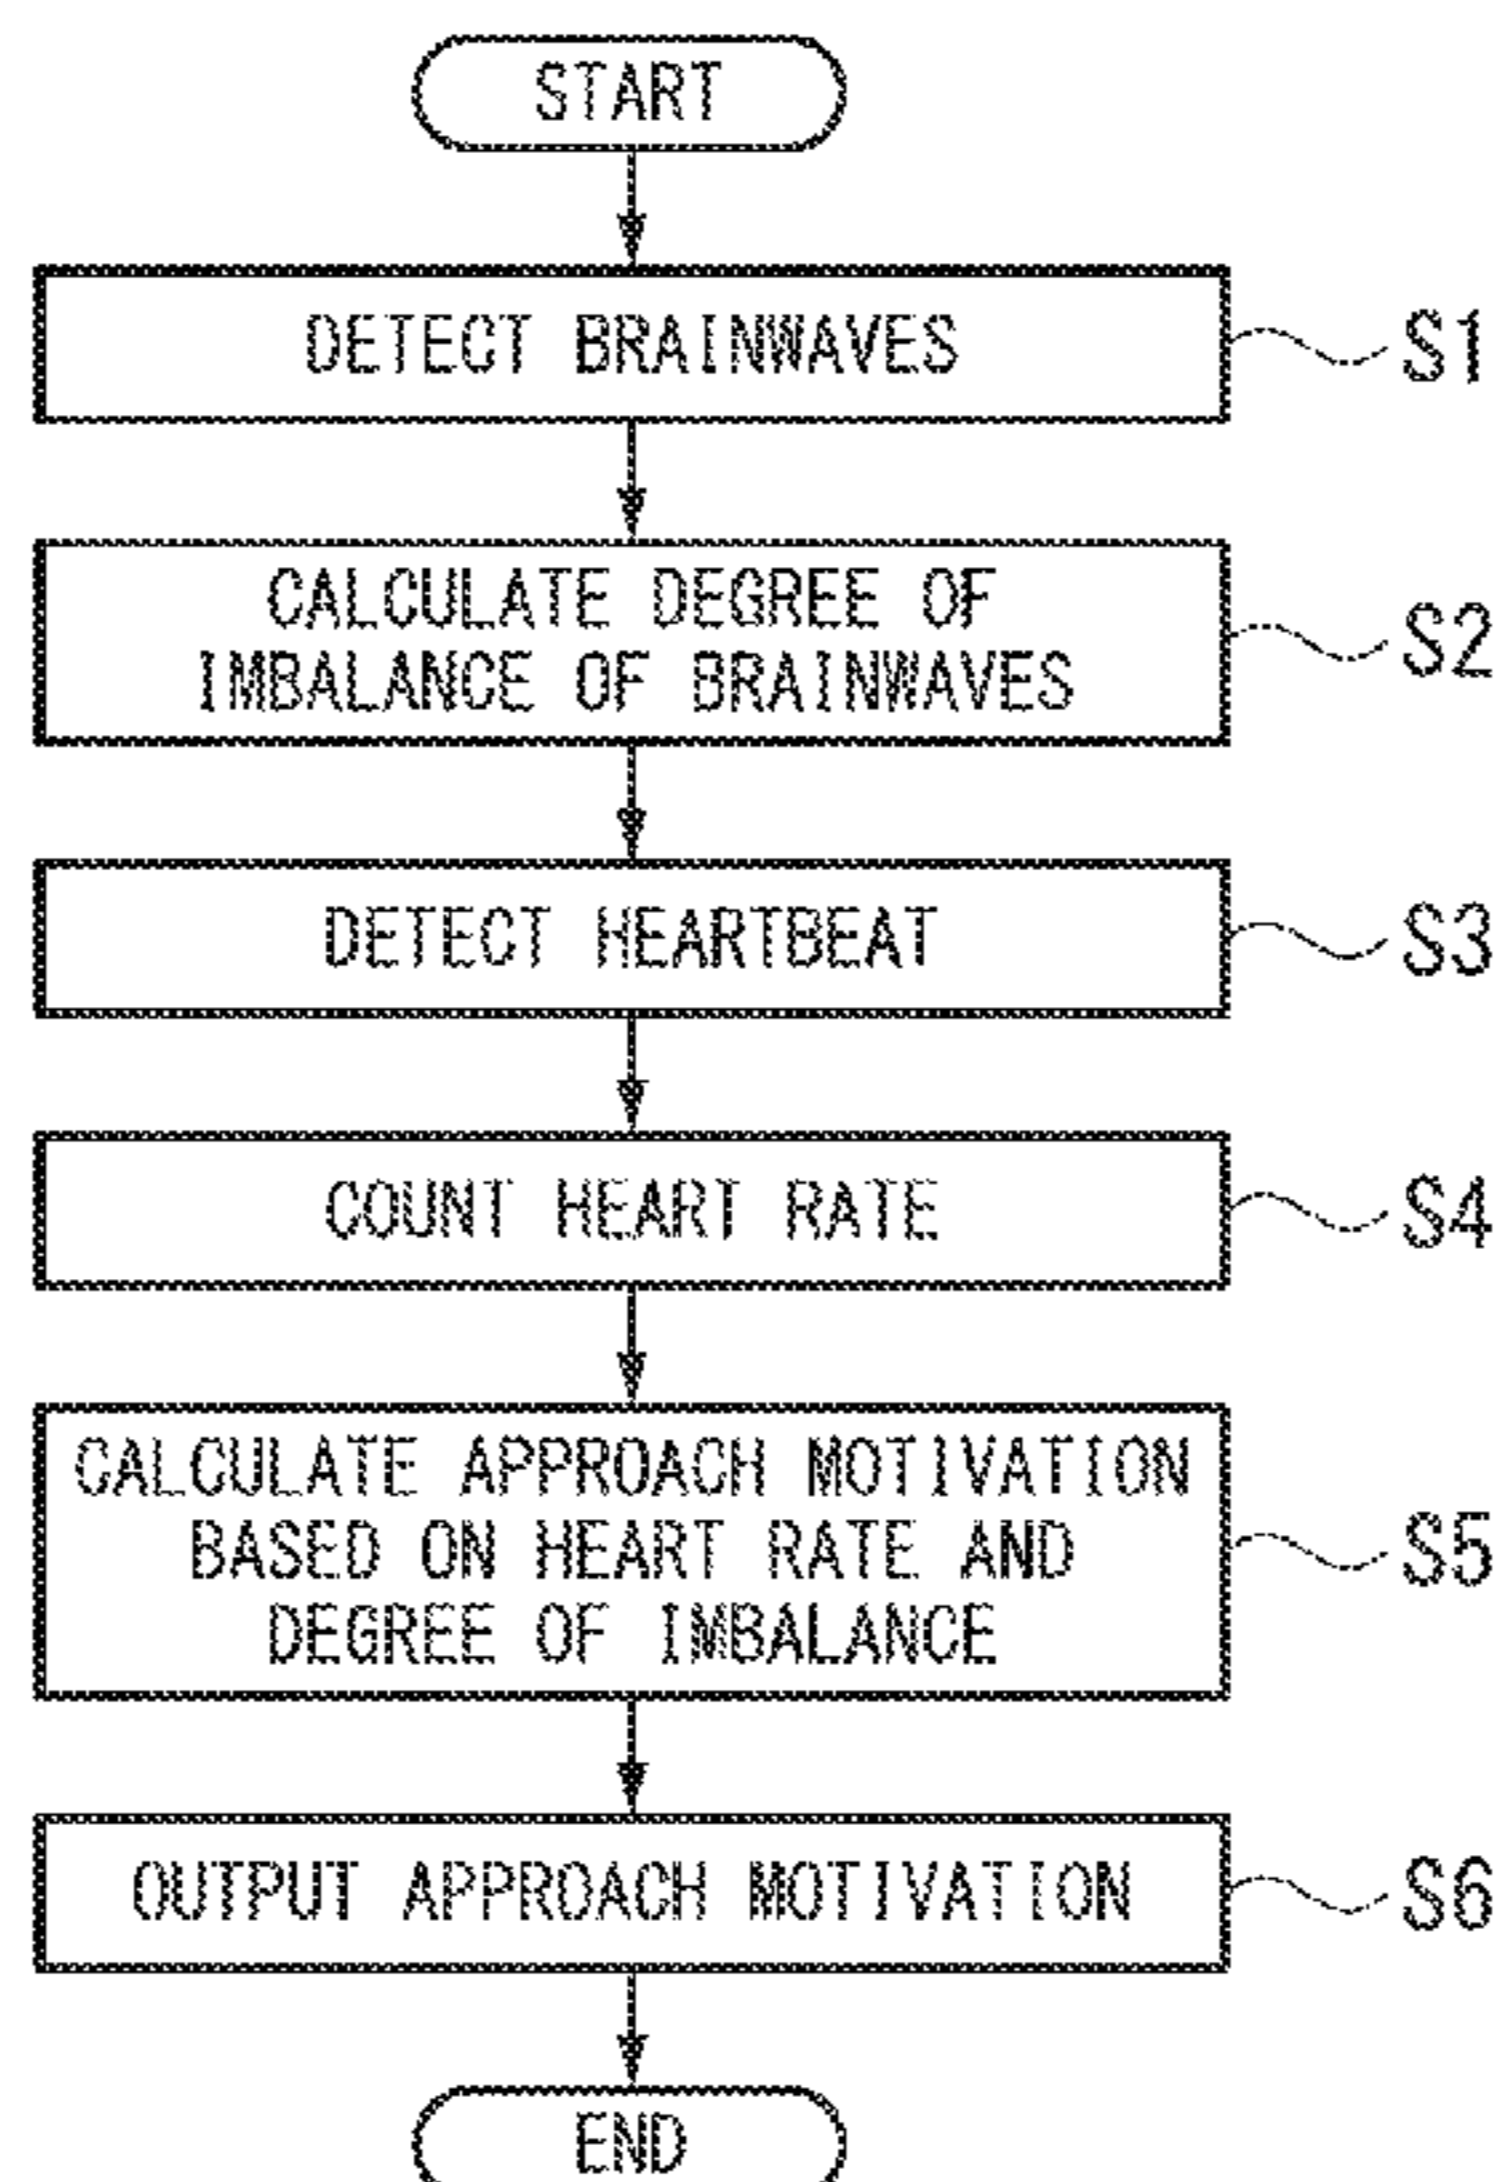 START
DETECT BRAINWAVES
S1
CALCULATE DEGREE OF
IMBALANCE OF BRAINWAVES
S2
DETECT HEARTBEAT
S3
COUNT HEART RATE
S4
CALCULATE APPROACH MOTIVATION
BASED ON HEART RATE AND
DEGREE OF IMBALANCE
S5
OUTPUT APPROACH MOTIVATION
S6
END